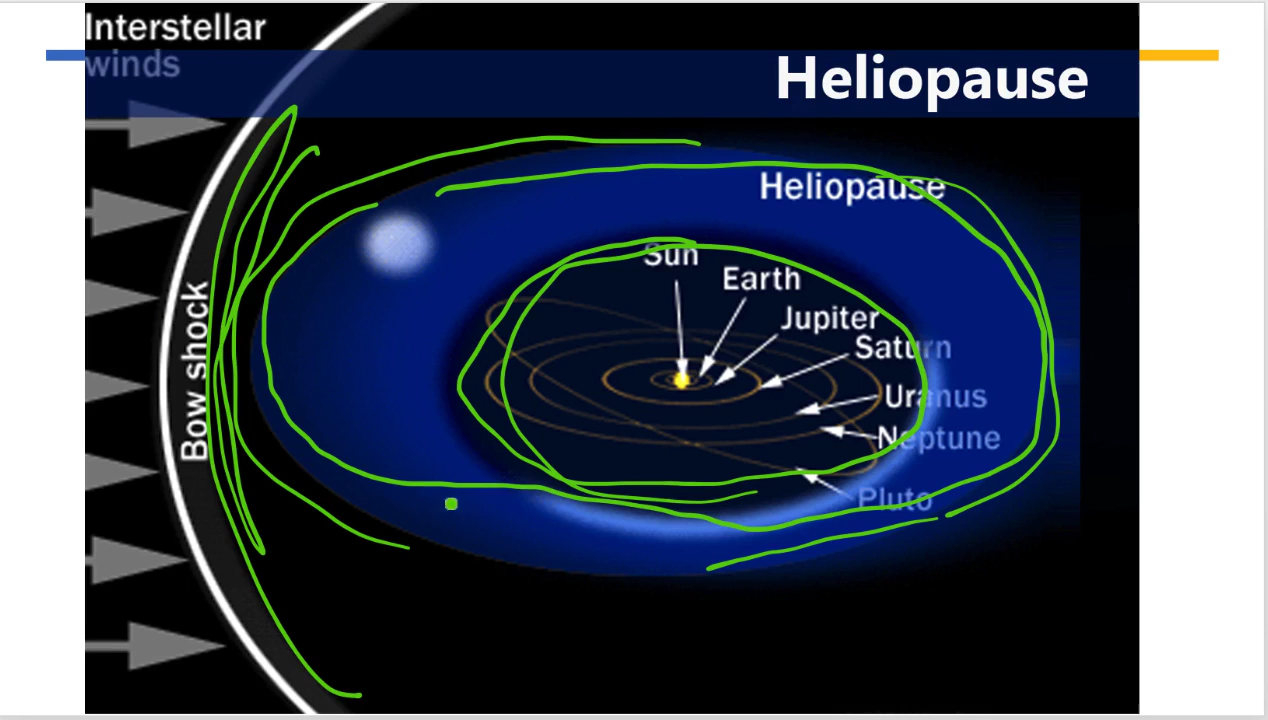 Interstellar
winds
Heliopause
Heliopause
Sun
Earth
Jupiter
Saturn
Uranus
Neptune
Pluto
Bow shock